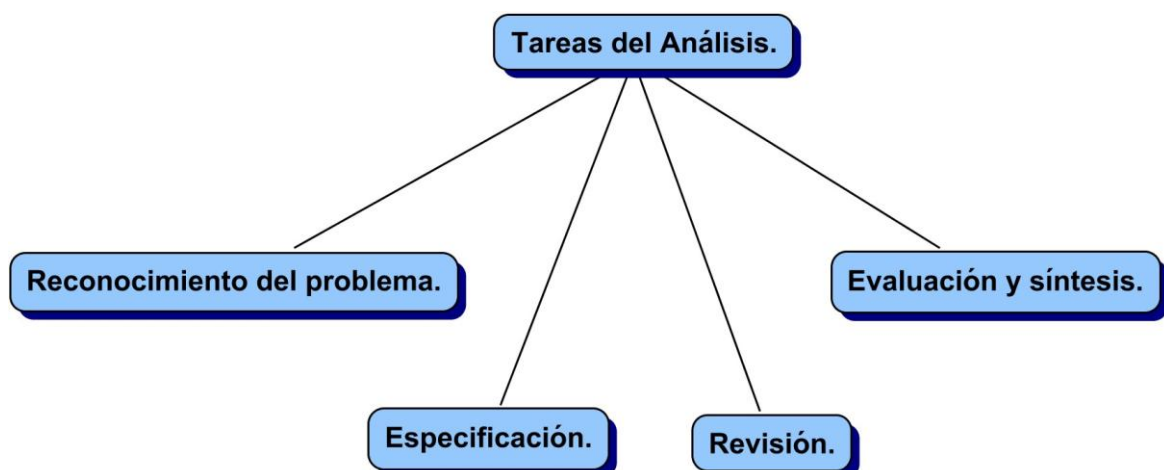 Tareas del Análisis.
Reconocimiento del problema.
Evaluación y síntesis.
Especificación.
Revisión.